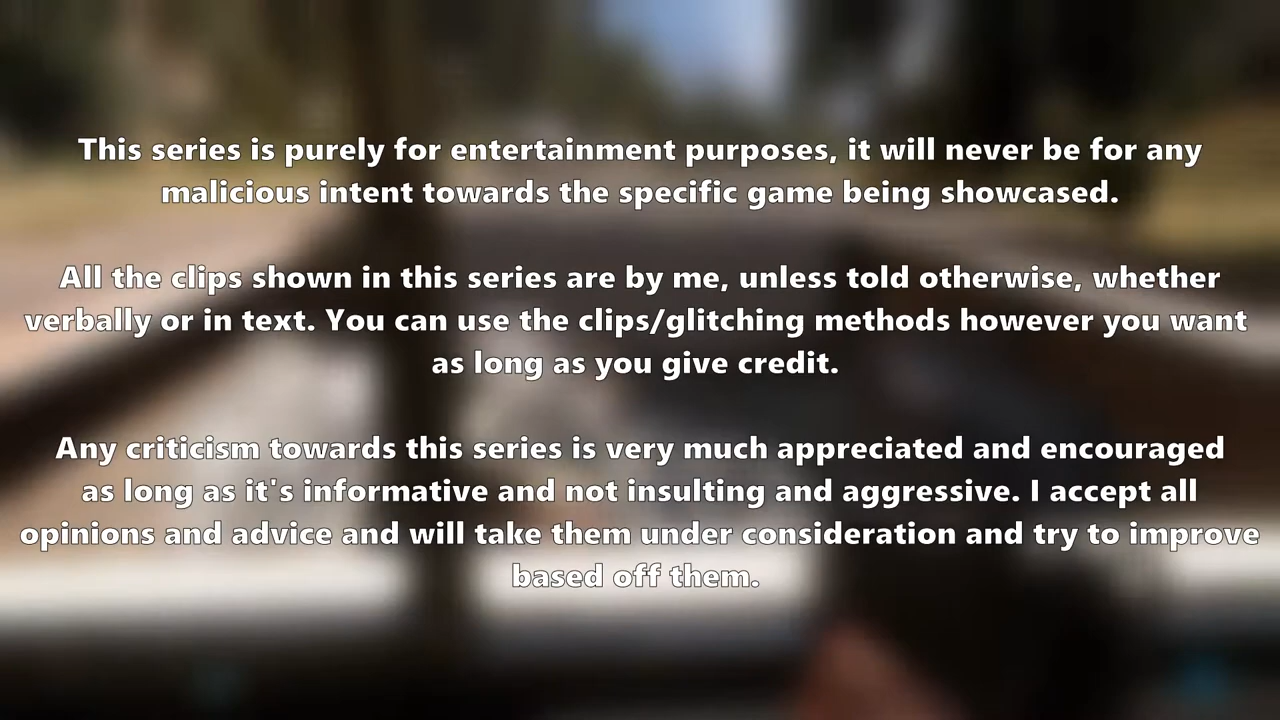 This series is purely for entertainment purposes, it will never be for any
malicious intent towards the specific game being showcased.
All the clips shown in this series are by me, unless told otherwise, whether
verbally or in text. You can use the clips/glitching methods however you want
as long as you give credit.
Any criticism towards this series is very much appreciated and encouraged
as long as it's informative and not insulting and aggressive. I accept all
opinions and advice and will take them under consideration and try to improve
based off them.